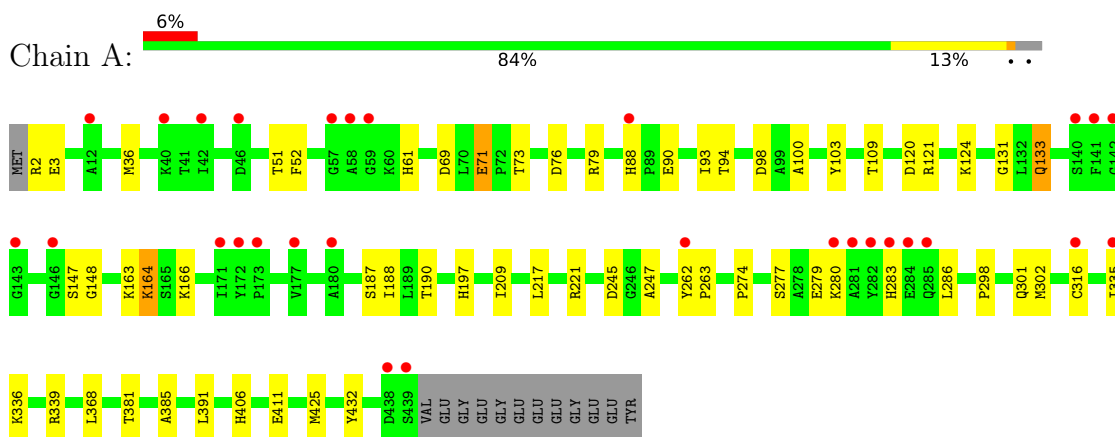 6%
Chain A:
84% 13% • •
MET R2 E3 A12 M36 K40 T41 I42 D46 T51 F52 G57 A58 G59 K60 H61 D69 L70 E71 P72 T73 D76 R79 H88 P89 E90 I93 T94 D98 A99 A100 Y103 T109 D120 R121 K124 G131 L132 Q133 S140 F141 G142
G143 G146 S147 G148 K163 K164 S165 K166 I171 Y172 P173 V177 A180 S187 I188 L189 T190 H197 I209 L217 R221 D245 G246 A247 Y262 P263 P274 S277 A278 E279 K280 A281 Y282 H283 E284 Q285 L286 P298 Q301 M302 C316 I335
K336 R339 L368 T381 A385 L391 H406 E411 M425 Y432 D438 S439 VAL GLU GLY GLU GLY GLU GLU GLU GLY GLU GLU TYR